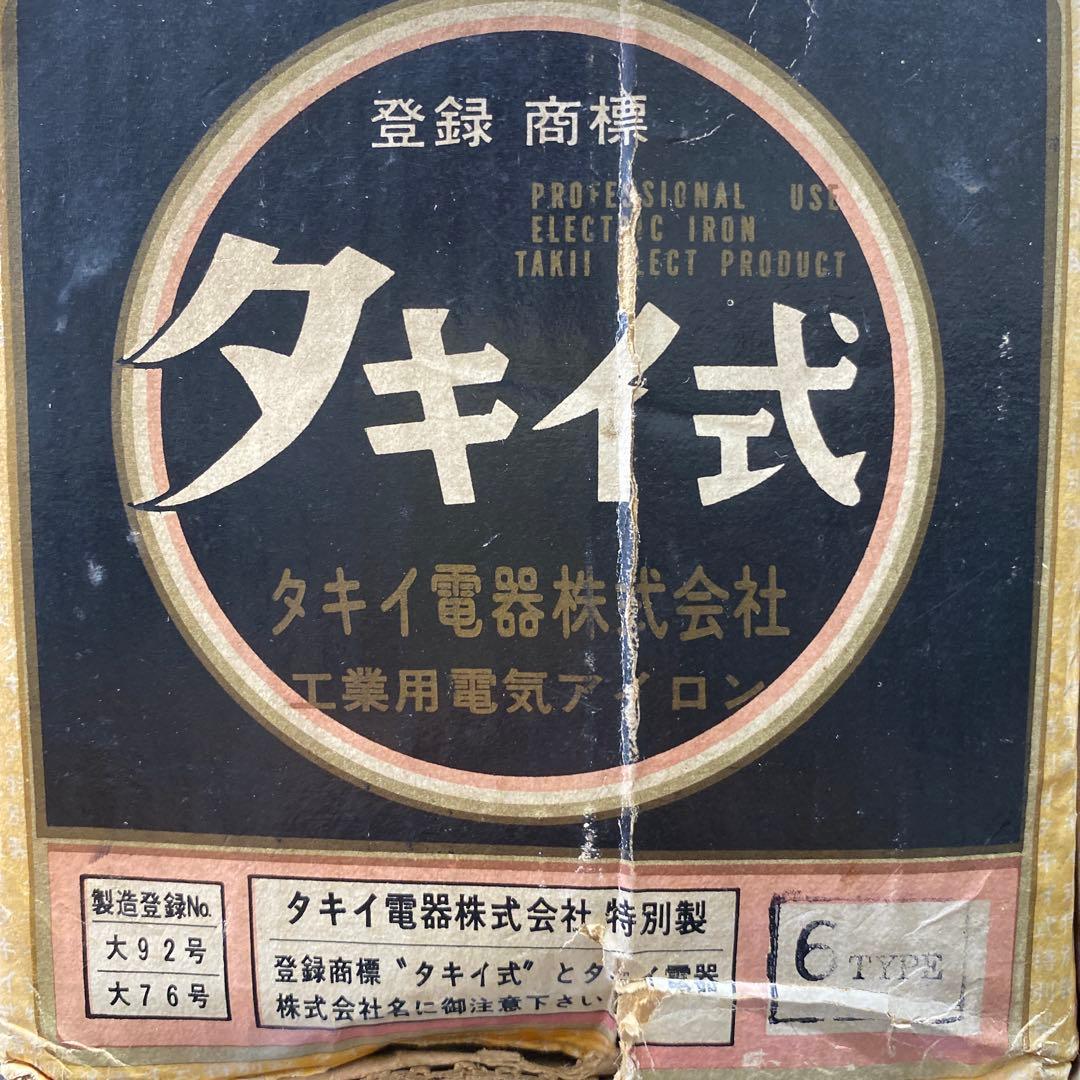 登録 商標
PROFESSIONAL USE
ELECTRIC IRON
TAKII ELECT PRODUCT
タキイ式
タキイ電器株式会社
工業用電気アイロン
製造登録No.
大92号
大76号
タキイ電器株式会社 特別製
登録商標〝タキイ式〟とタキイ電器
株式会社名に御注意下さい
6 TYPE